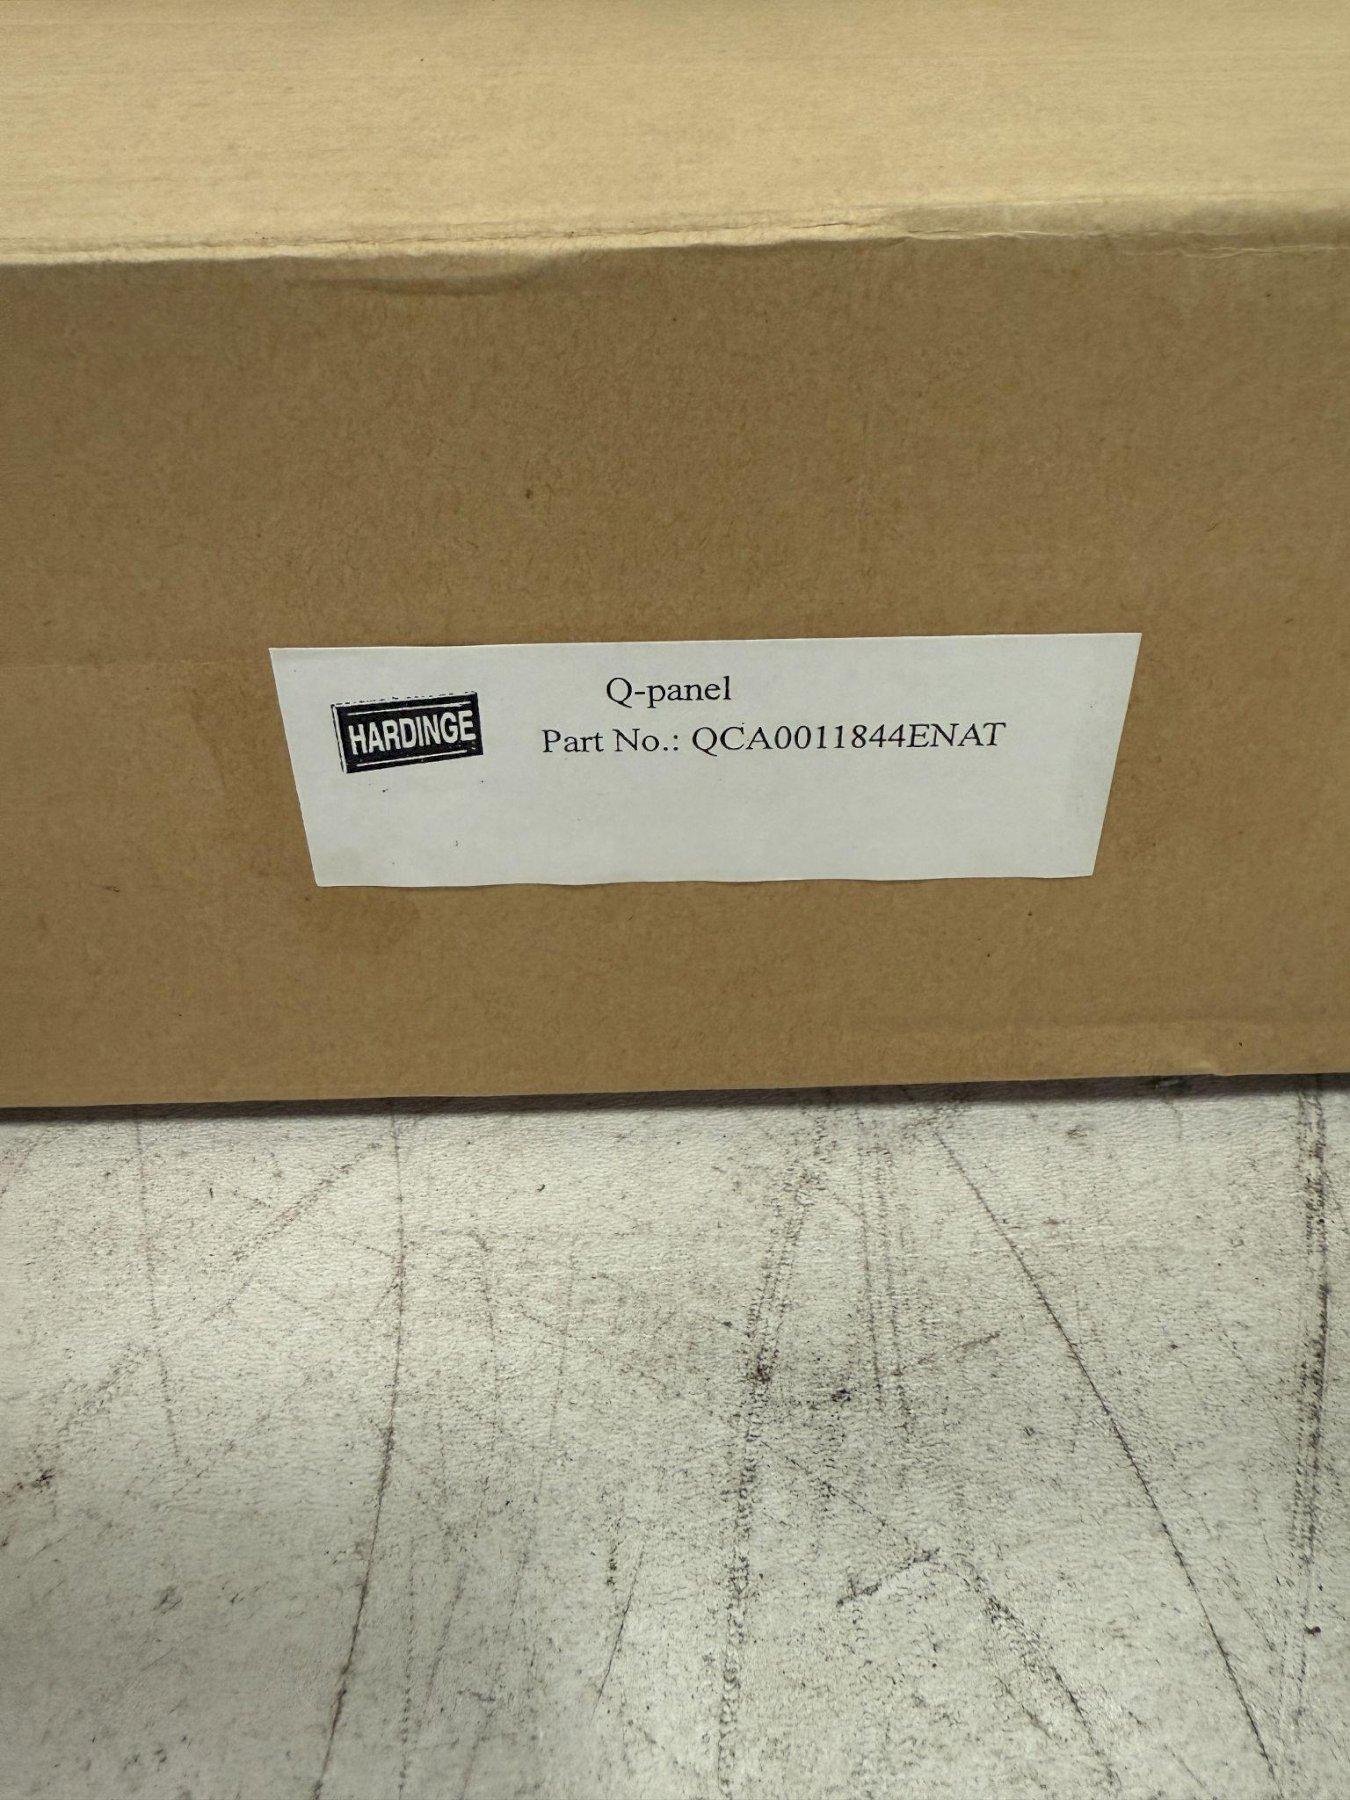 HARDINGE
Q-panel
Part No.: QCA0011844ENAT